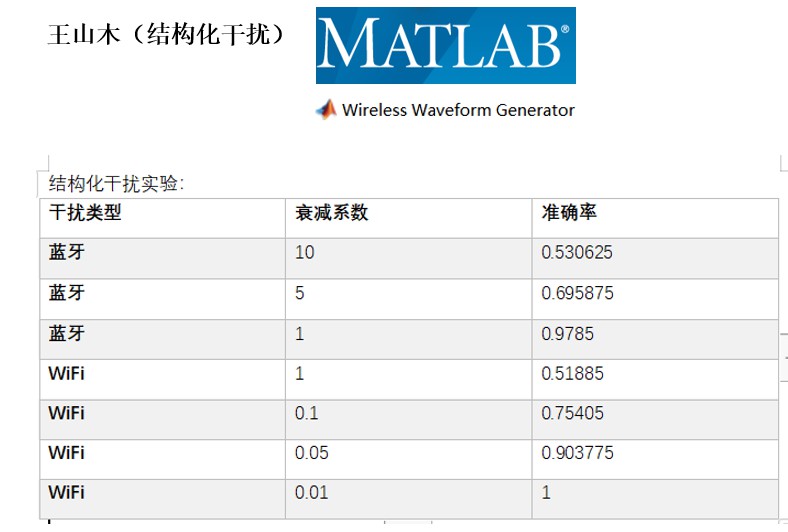 王山木（结构化干扰）
MATLAB®
Wireless Waveform Generator
结构化干扰实验:
干扰类型 衰减系数 准确率
蓝牙 10 0.530625
蓝牙 5 0.695875
蓝牙 1 0.9785
WiFi 1 0.51885
WiFi 0.1 0.75405
WiFi 0.05 0.903775
WiFi 0.01 1